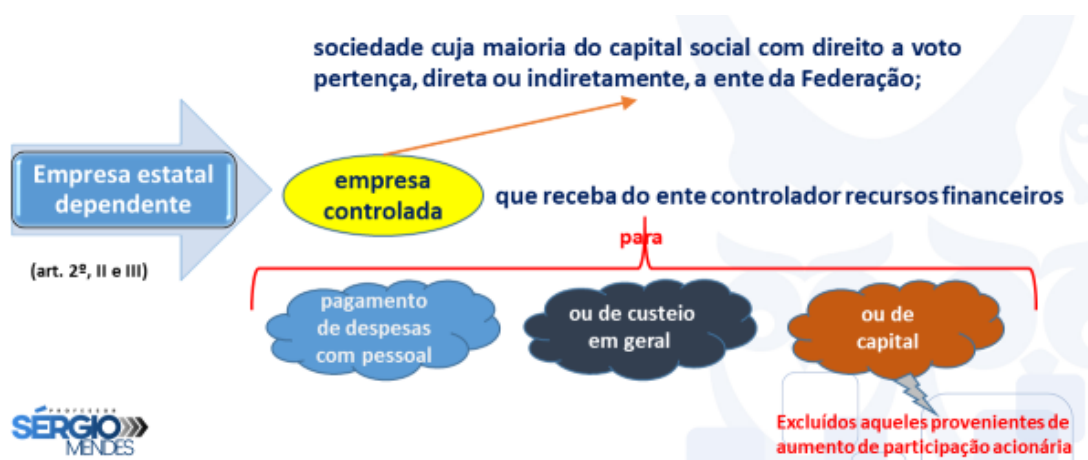 sociedade cuja maioria do capital social com direito a voto
pertença, direta ou indiretamente, a ente da Federação;
Empresa estatal
dependente
(art. 2º, II e III)
empresa
controlada
que receba do ente controlador recursos financeiros
para
pagamento
de despesas
com pessoal
ou de custeio
em geral
ou de
capital
Excluídos aqueles provenientes de
aumento de participação acionária
PROFESSOR
SÉRGIO
MENDES